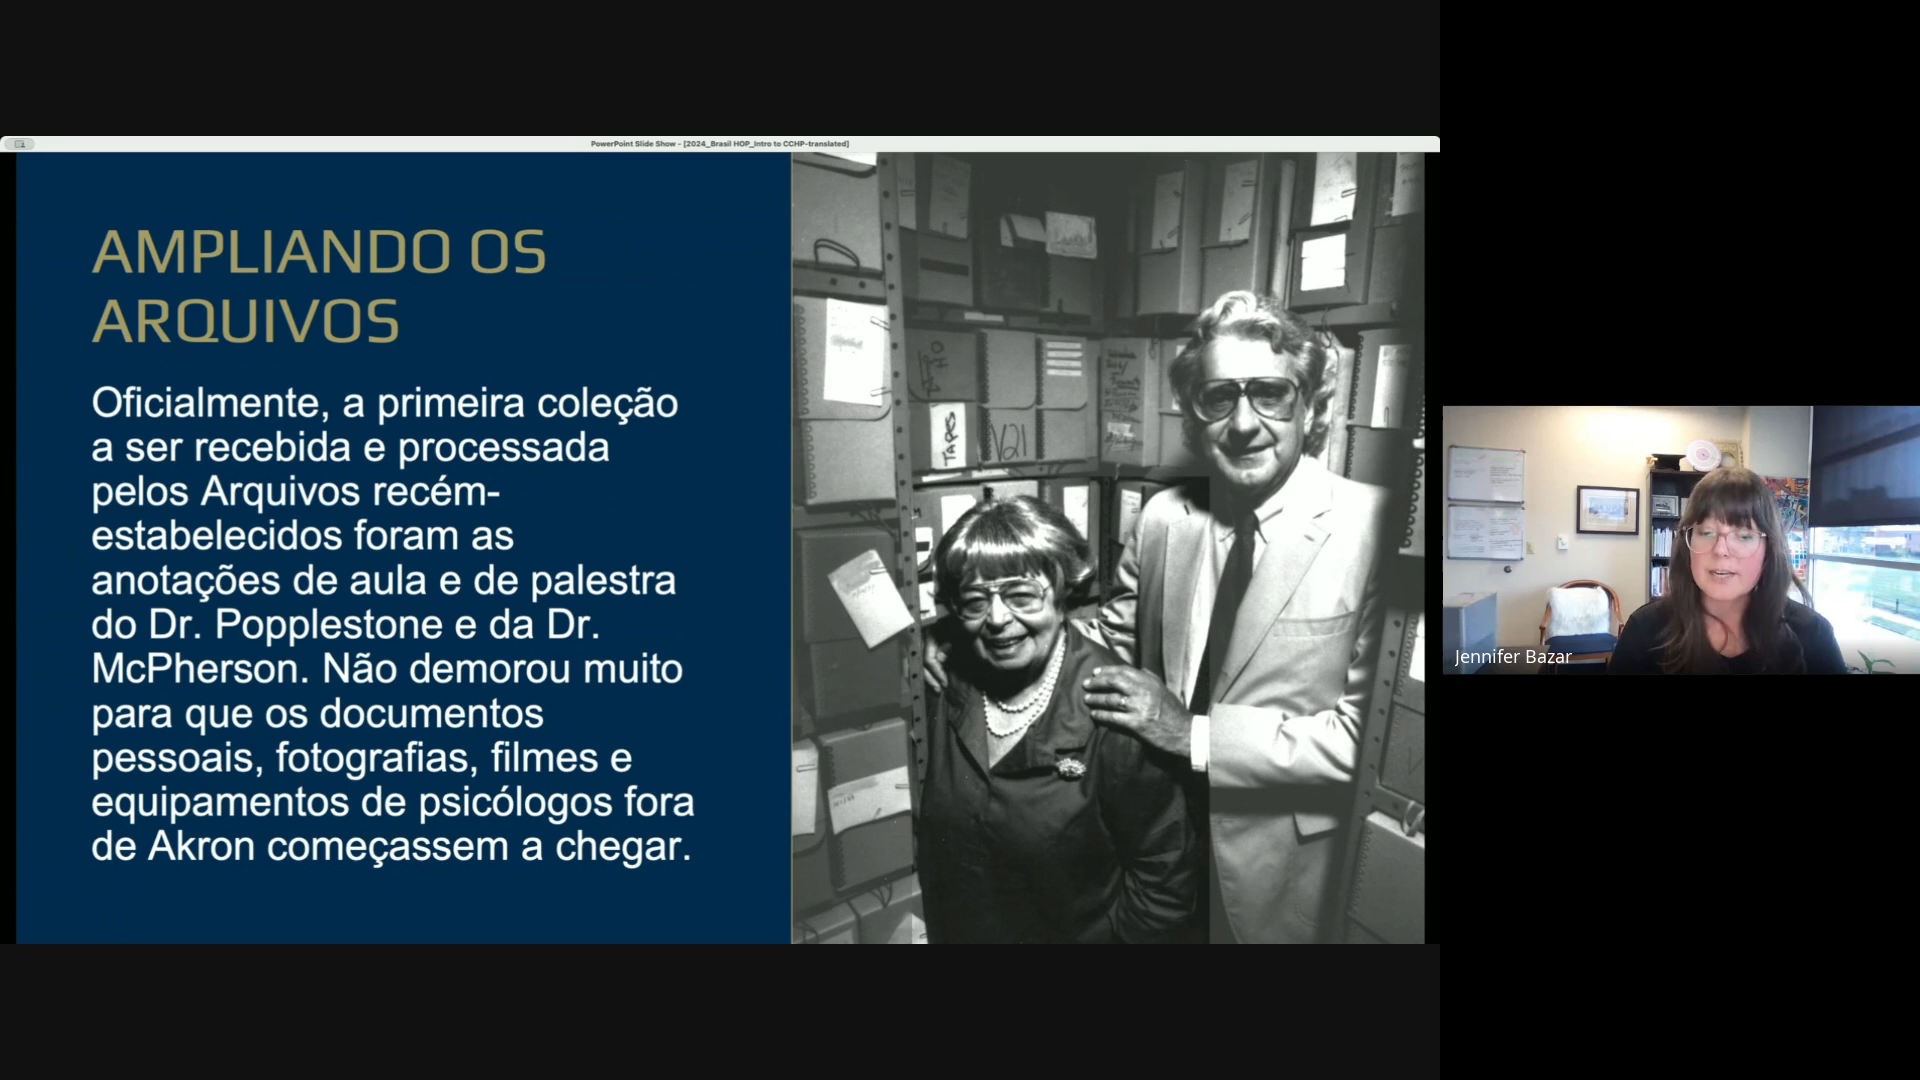 PowerPoint Slide Show - [2024_Brasil HOP_Intro to CCHP-translated]
AMPLIANDO OS
ARQUIVOS
Oficialmente, a primeira coleção
a ser recebida e processada
pelos Arquivos recém-
estabelecidos foram as
anotações de aula e de palestra
do Dr. Popplestone e da Dr.
McPherson. Não demorou muito
para que os documentos
pessoais, fotografias, filmes e
equipamentos de psicólogos fora
de Akron começassem a chegar.
TAPS
V21
Jennifer Bazar